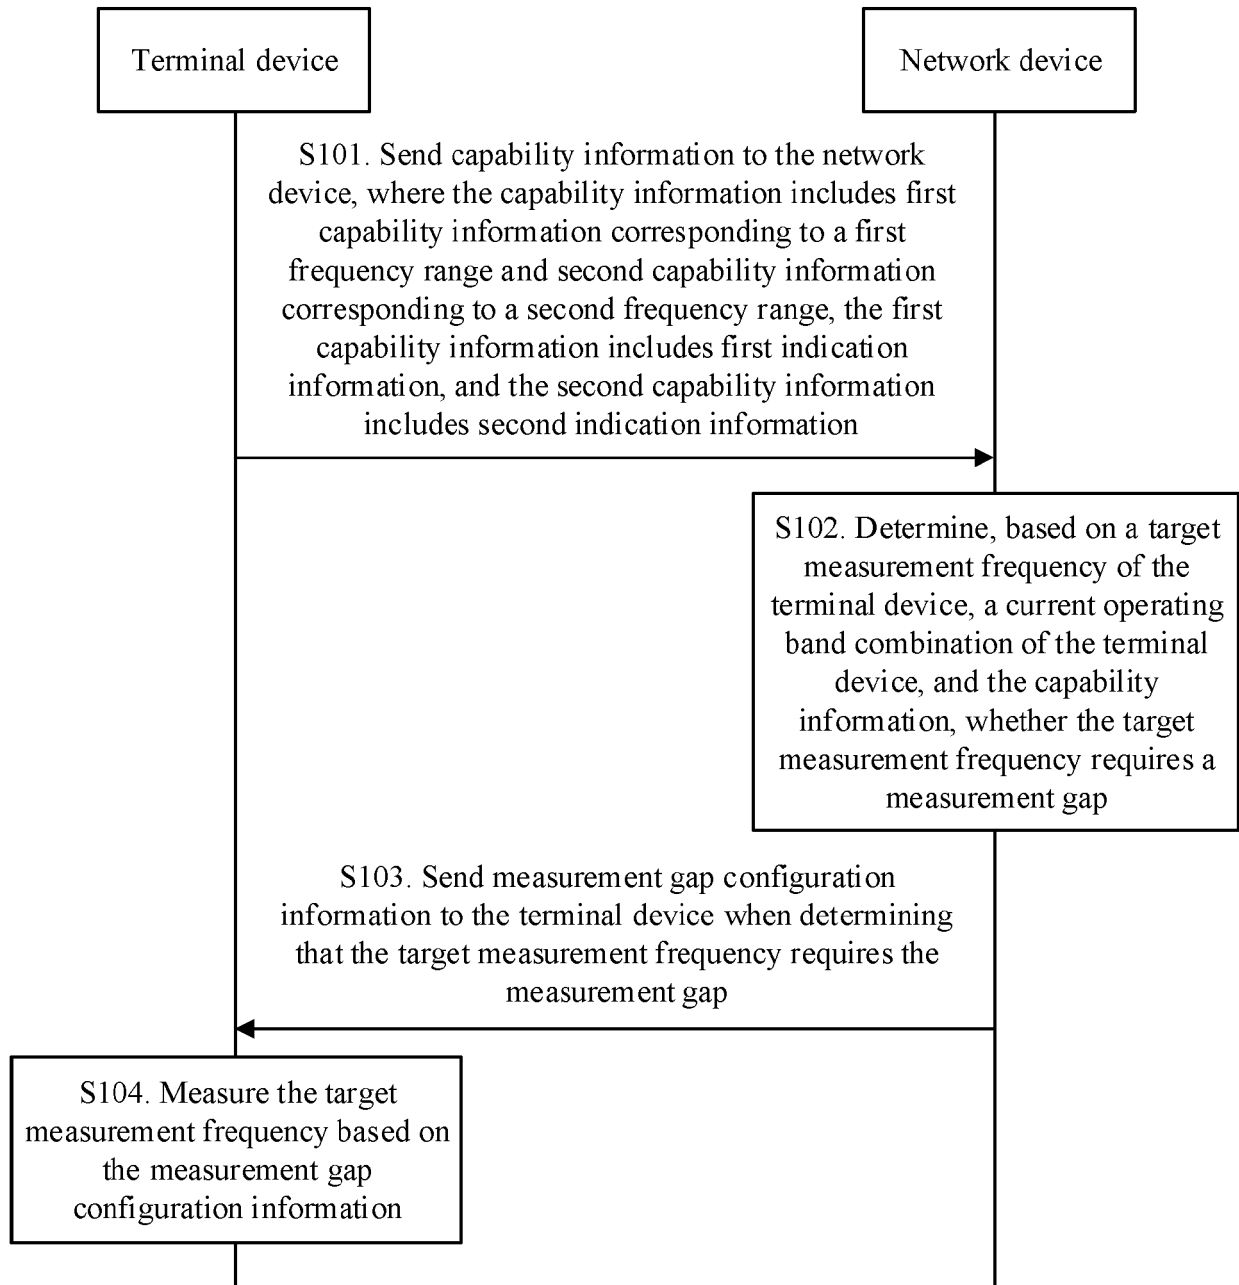 Terminal device
Network device
S101. Send capability information to the network
device, where the capability information includes first
capability information corresponding to a first
frequency range and second capability information
corresponding to a second frequency range, the first
capability information includes first indication
information, and the second capability information
includes second indication information
S102. Determine, based on a target
measurement frequency of the
terminal device, a current operating
band combination of the terminal
device, and the capability
information, whether the target
measurement frequency requires a
measurement gap
S103. Send measurement gap configuration
information to the terminal device when determining
that the target measurement frequency requires the
measurement gap
S104. Measure the target
measurement frequency based on
the measurement gap
configuration information